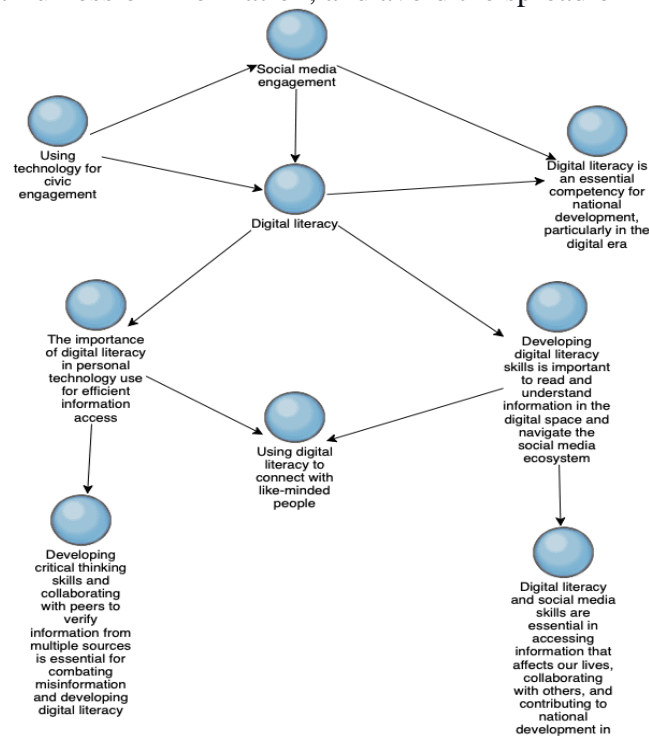 Social media
engagement
Using
technology for
civic
engagement
Digital literacy is
an essential
competency for
national
development,
particularly in the
digital era
Digital literacy
The importance
of digital literacy
in personal
technology use
for efficient
information
access
Developing
digital literacy
skills is important
to read and
understand
information in the
digital space and
navigate the
social media
ecosystem
Using digital
literacy to
connect with
like-minded
people
Developing
critical thinking
skills and
collaborating
with peers to
verify
information from
multiple sources
is essential for
combating
misinformation
and developing
digital literacy
Digital literacy
and social media
skills are
essential in
accessing
information that
affects our lives,
collaborating
with others, and
contributing to
national
development in